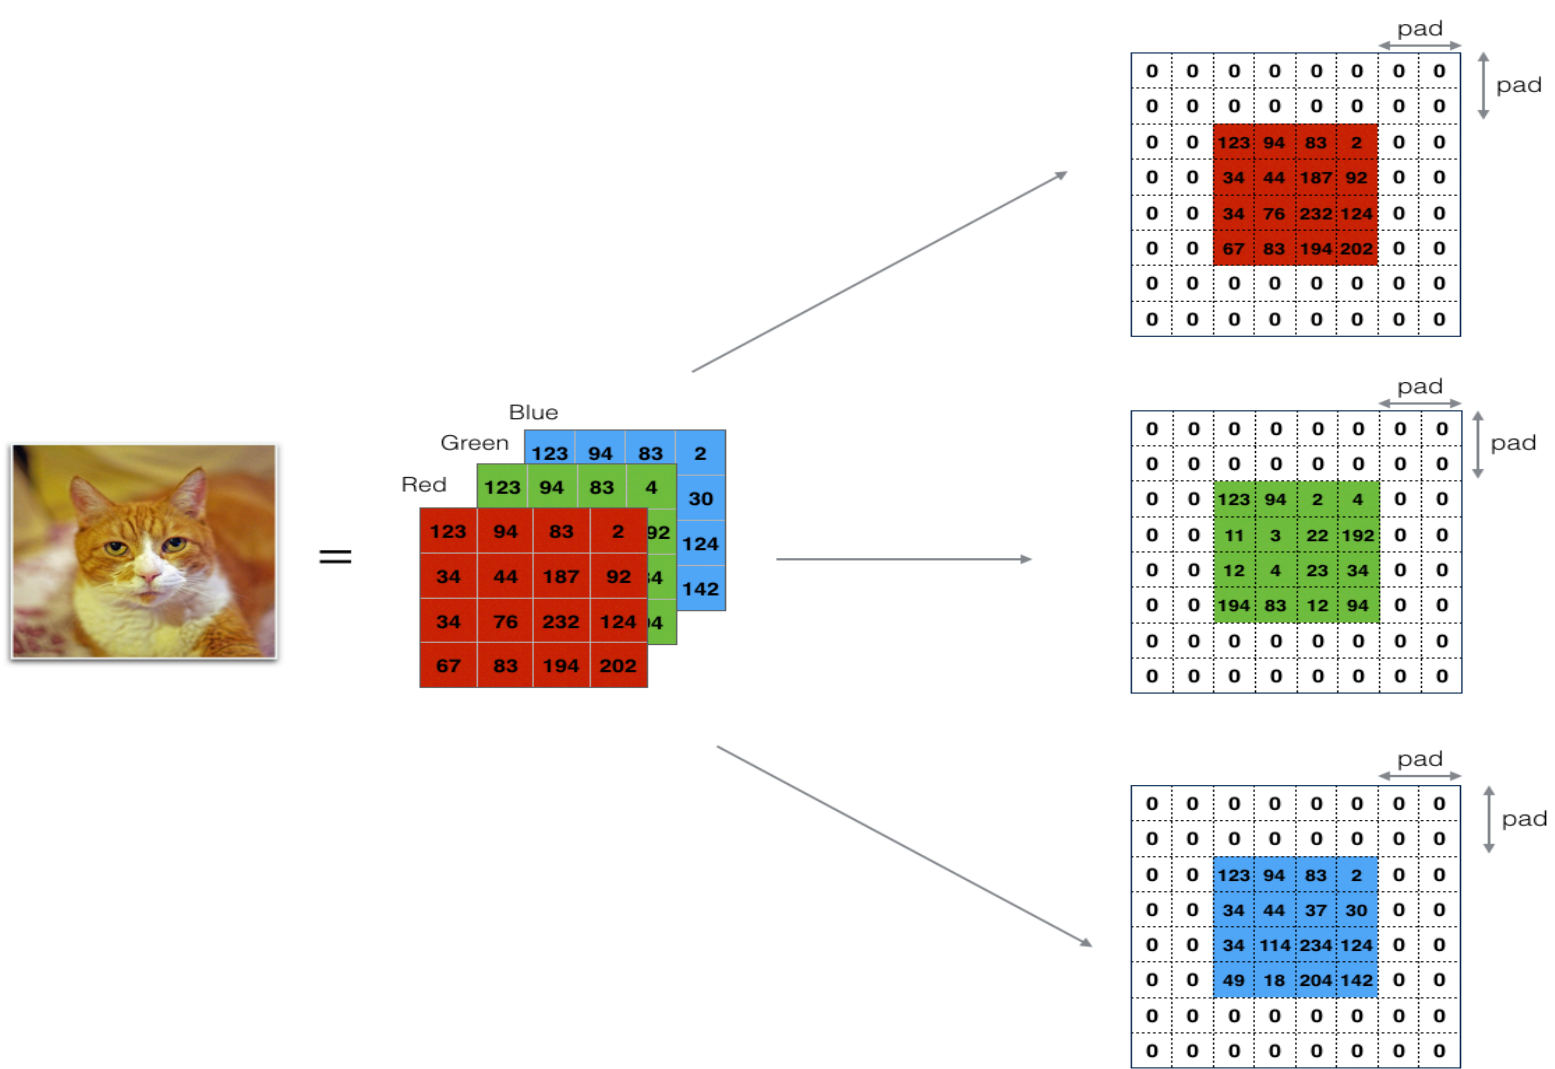 Blue
Green
Red
123 94 83 2
30
124
142
123 94 83 4
92
34
94
123 94 83 2
34 44 187 92
34 76 232 124
67 83 194 202
=
pad
pad
0 0 0 0 0 0 0 0
0 0 0 0 0 0 0 0
0 0 123 94 83 2 0 0
0 0 34 44 187 92 0 0
0 0 34 76 232 124 0 0
0 0 67 83 194 202 0 0
0 0 0 0 0 0 0 0
0 0 0 0 0 0 0 0
pad
pad
0 0 0 0 0 0 0 0
0 0 0 0 0 0 0 0
0 0 123 94 2 4 0 0
0 0 11 3 22 192 0 0
0 0 12 4 23 34 0 0
0 0 194 83 12 94 0 0
0 0 0 0 0 0 0 0
0 0 0 0 0 0 0 0
pad
pad
0 0 0 0 0 0 0 0
0 0 0 0 0 0 0 0
0 0 123 94 83 2 0 0
0 0 34 44 37 30 0 0
0 0 34 114 234 124 0 0
0 0 49 18 204 142 0 0
0 0 0 0 0 0 0 0
0 0 0 0 0 0 0 0